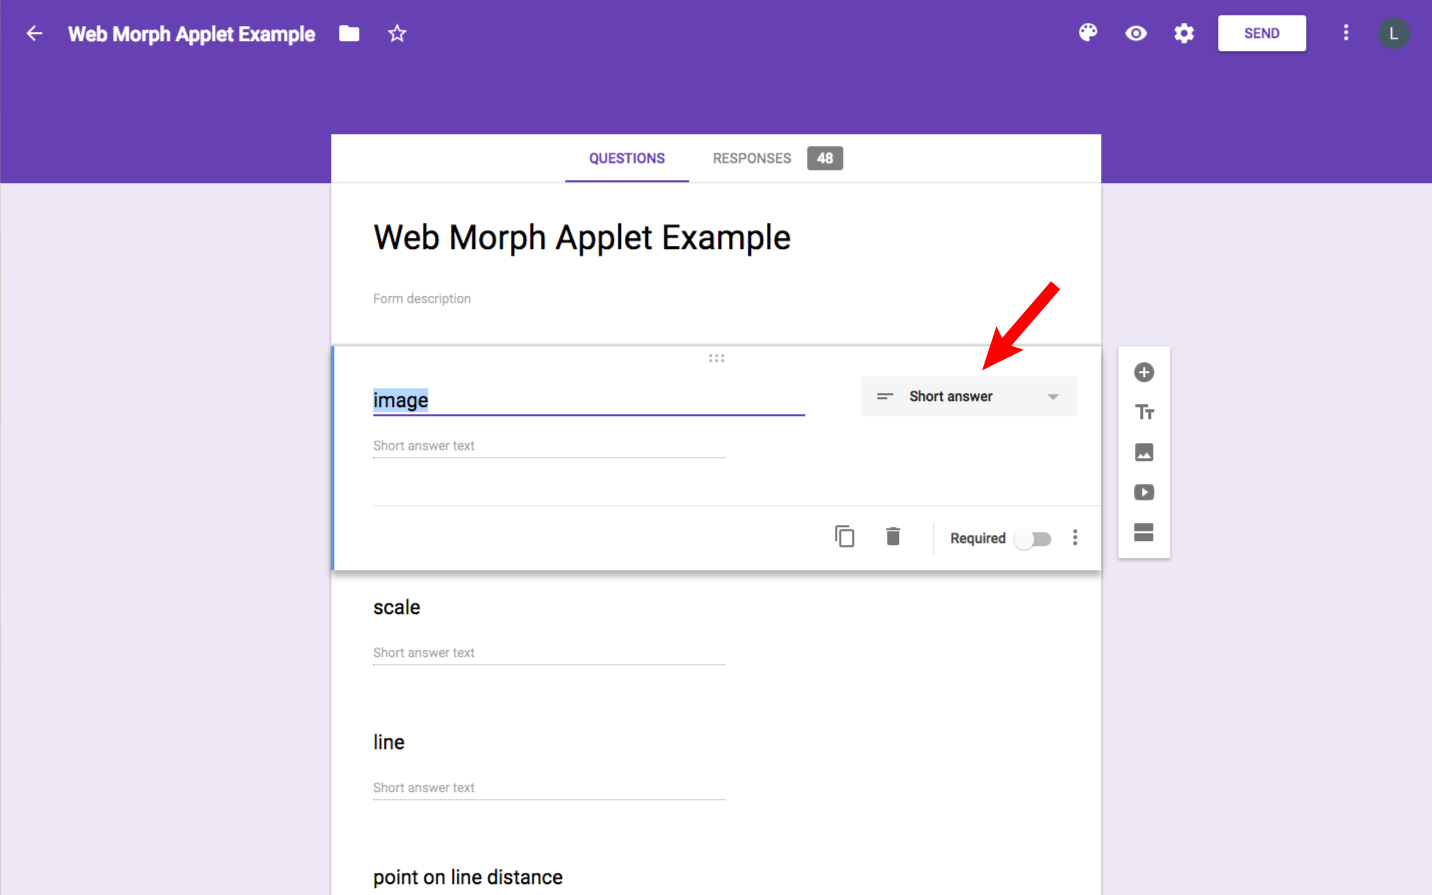 Web Morph Applet Example
SEND
L
QUESTIONS
RESPONSES
48
Web Morph Applet Example
Form description
image
Short answer
Short answer text
Required
scale
Short answer text
line
Short answer text
point on line distance